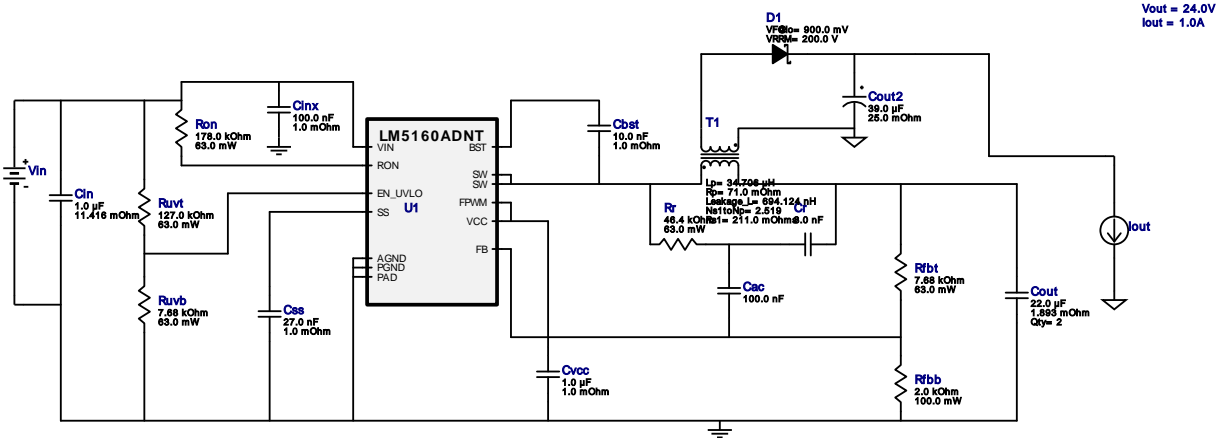 Vout = 24.0V
Iout = 1.0A
D1
VRRM= 200.0 V
Cinx
100.0 nF
1.0 mOhm
Ron
178.0 kOhm
63.0 mW
Cout2
39.0 µF
25.0 mOhm
Cbst
10.0 nF
1.0 mOhm
T1
LM5160ADNT
U1
VIN
RON
EN_UVLO
SS
AGND
PGND
PAD
BST
SW
SW
FPWM
VCC
FB
Vin
+
-
Cin
1.0 µF
11.416 mOhm
Ruvt
127.0 kOhm
63.0 mW
Lp= 34.706 µH
Rp= 71.0 mOhm
Leakage_L= 694.124 nH
Ns1toNp= 2.519
Rr
46.4 kOhm
63.0 mW
Cr
Iout
Rfbt
7.68 kOhm
63.0 mW
Cac
100.0 nF
Cout
22.0 µF
1.893 mOhm
Qty= 2
Ruvb
7.68 kOhm
63.0 mW
Css
27.0 nF
1.0 mOhm
Cvcc
1.0 µF
1.0 mOhm
Rfbb
2.0 kOhm
100.0 mW